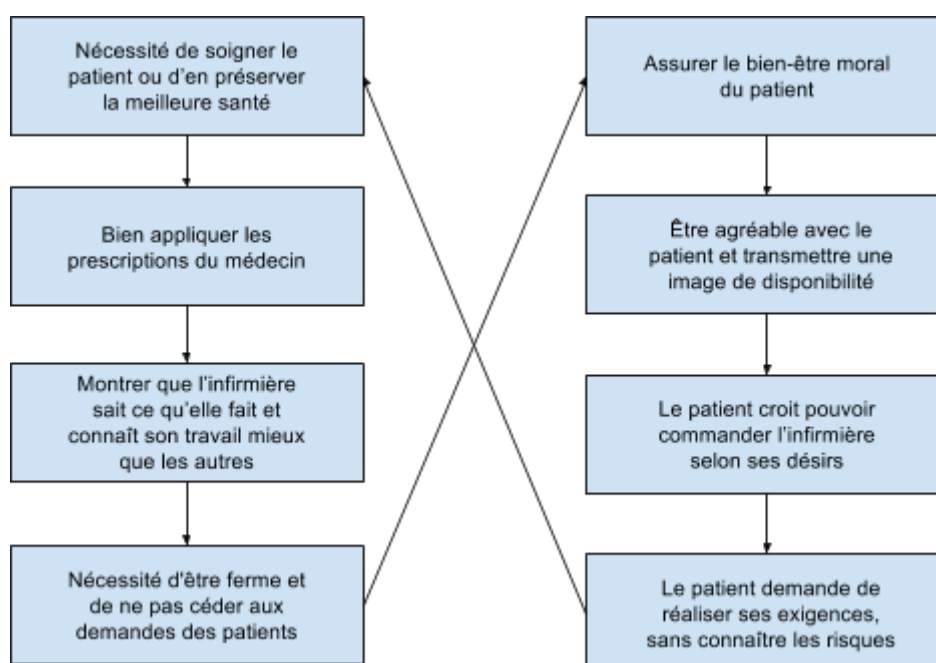 Nécessité de soigner le
patient ou d'en préserver
la meilleure santé
Bien appliquer les
prescriptions du médecin
Montrer que l'infirmière
sait ce qu'elle fait et
connaît son travail mieux
que les autres
Nécessité d'être ferme et
de ne pas céder aux
demandes des patients
Assurer le bien-être moral
du patient
Être agréable avec le
patient et transmettre une
image de disponibilité
Le patient croit pouvoir
commander l'infirmière
selon ses désirs
Le patient demande de
réaliser ses exigences,
sans connaître les risques